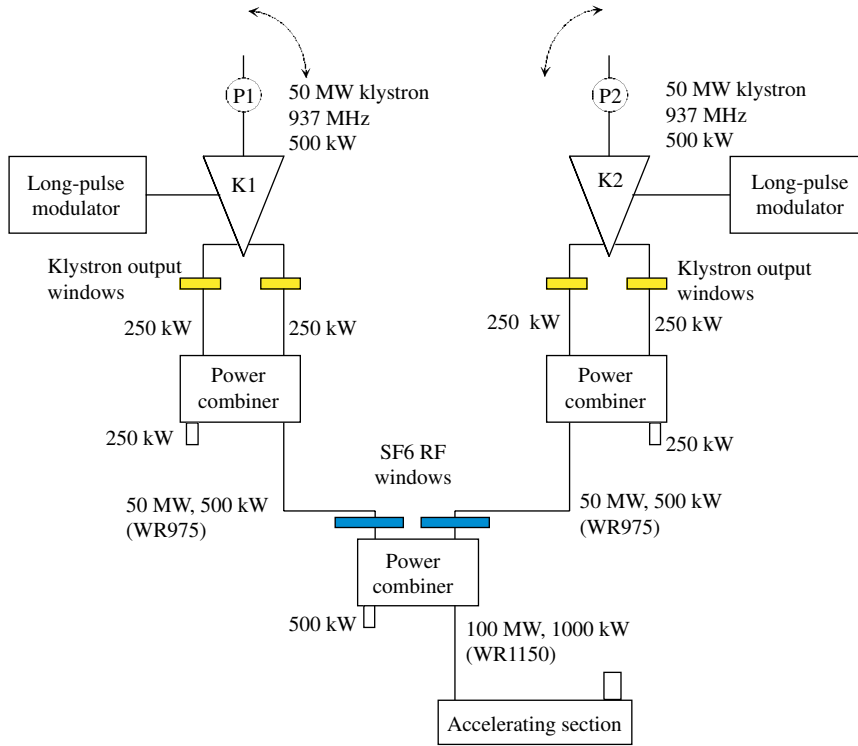 P1
50 MW klystron
937 MHz
500 kW
P2
50 MW klystron
937 MHz
500 kW
Long-pulse
modulator
K1
K2
Long-pulse
modulator
Klystron output
windows
Klystron output
windows
250 kW
250 kW
250 kW
250 kW
Power
combiner
Power
combiner
250 kW
250 kW
SF6 RF
windows
50 MW, 500 kW
(WR975)
50 MW, 500 kW
(WR975)
Power
combiner
500 kW
100 MW, 1000 kW
(WR1150)
Accelerating section